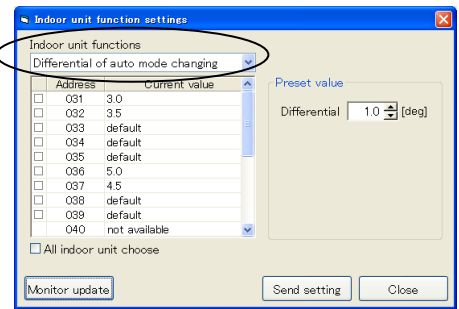 Indoor unit function settings
Indoor unit functions
Differential of auto mode changing
Address Current value
031 3.0
032 3.5
033 default
034 default
035 default
036 5.0
037 4.5
038 default
039 default
040 not available
All indoor unit choose
Preset value
Differential 1.0 [deg]
Monitor update Send setting Close